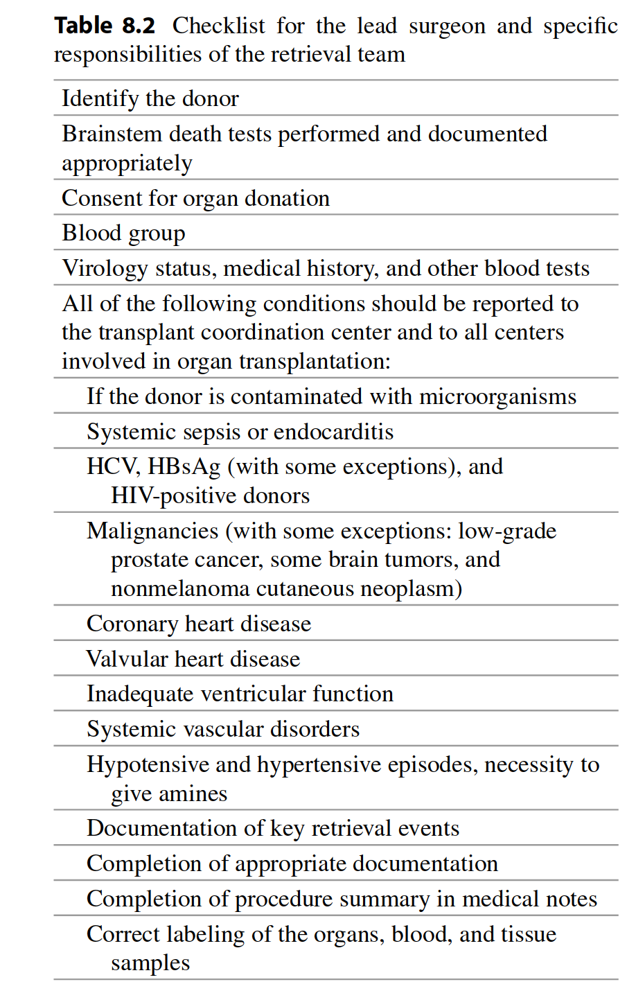 Table 8.2 Checklist for the lead surgeon and specific
responsibilities of the retrieval team
Identify the donor
Brainstem death tests performed and documented
appropriately
Consent for organ donation
Blood group
Virology status, medical history, and other blood tests
All of the following conditions should be reported to
the transplant coordination center and to all centers
involved in organ transplantation:
If the donor is contaminated with microorganisms
Systemic sepsis or endocarditis
HCV, HBsAg (with some exceptions), and
HIV-positive donors
Malignancies (with some exceptions: low-grade
prostate cancer, some brain tumors, and
nonmelanoma cutaneous neoplasm)
Coronary heart disease
Valvular heart disease
Inadequate ventricular function
Systemic vascular disorders
Hypotensive and hypertensive episodes, necessity to
give amines
Documentation of key retrieval events
Completion of appropriate documentation
Completion of procedure summary in medical notes
Correct labeling of the organs, blood, and tissue
samples